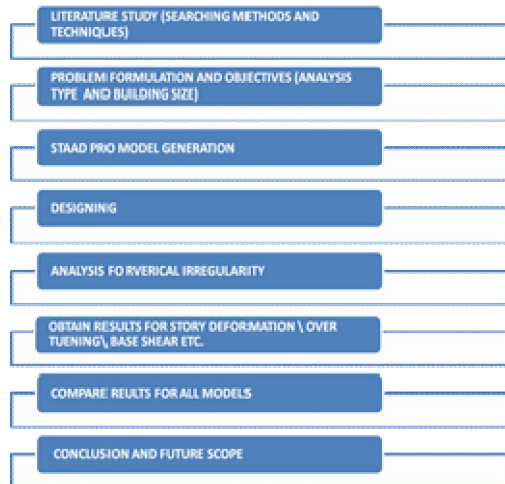 LITERATURE STUDY (SEARCHING METHODS AND
TECHNIQUES)
PROBLEM FORMULATION AND OBJECTIVES (ANALYSIS
TYPE AND BUILDING SIZE)
STAAD PRO MODEL GENERATION
DESIGNING
ANALYSIS FOR VERICAL IRREGULARITY
OBTAIN RESULTS FOR STORY DEFORMATION \ OVER
TUENING\ BASE SHEAR ETC.
COMPARE REULTS FOR ALL MODELS
CONCLUSION AND FUTURE SCOPE